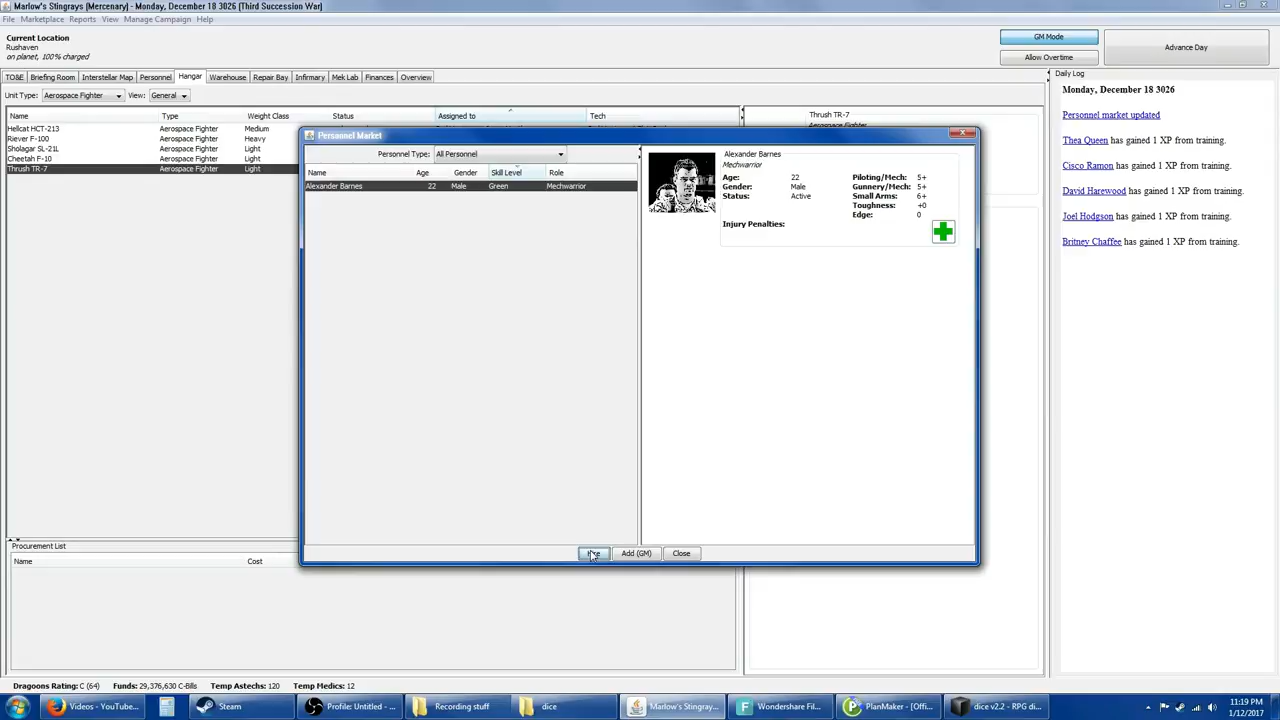 Marlow's Stingrays (Mercenary) - Monday, December 18 3026 (Third Succession War)
File Marketplace Reports View Manage Campaign Help
Current Location
Rushaven
on planet, 100% charged
GM Mode
Allow Overtime
Advance Day
TO&E Briefing Room Interstellar Map Personnel Hangar Warehouse Repair Bay Infirmary Mek Lab Finances Overview
Unit Type: Aerospace Fighter View: General
Name Type Weight Class Status Assigned to Tech
Hellcat HCT-213 Aerospace Fighter Medium
Riever F-100 Aerospace Fighter Heavy
Sholagar SL-21L Aerospace Fighter Light
Cheetah F-10 Aerospace Fighter Light
Thrush TR-7 Aerospace Fighter Light
Thrush TR-7
Aerospace Fighter
Personnel Market
Personnel Type: All Personnel
Name Age Gender Skill Level Role
Alexander Barnes 22 Male Green Mechwarrior
Alexander Barnes
Mechwarrior
Age: 22 Piloting/Mech: 5+
Gender: Male Gunnery/Mech: 5+
Status: Active Small Arms: 6+
Toughness: +0
Edge: 0
Injury Penalties:
Add (GM) Close
Daily Log
Monday, December 18 3026
Personnel market updated
Thea Queen has gained 1 XP from training.
Cisco Ramon has gained 1 XP from training.
David Harewood has gained 1 XP from training.
Joel Hodgson has gained 1 XP from training.
Britney Chaffee has gained 1 XP from training.
Procurement List
Name Cost
Dragoons Rating: C (64) Funds: 29,376,630 C-Bills Temp Astechs: 120 Temp Medics: 12
Videos - YouTube... Steam Profile: Untitled - ... Recording stuff dice Marlow's Stingray... Wondershare Fil... PlanMaker - [Offi... dice v2.2 - RPG di...
11:19 PM
1/12/2017